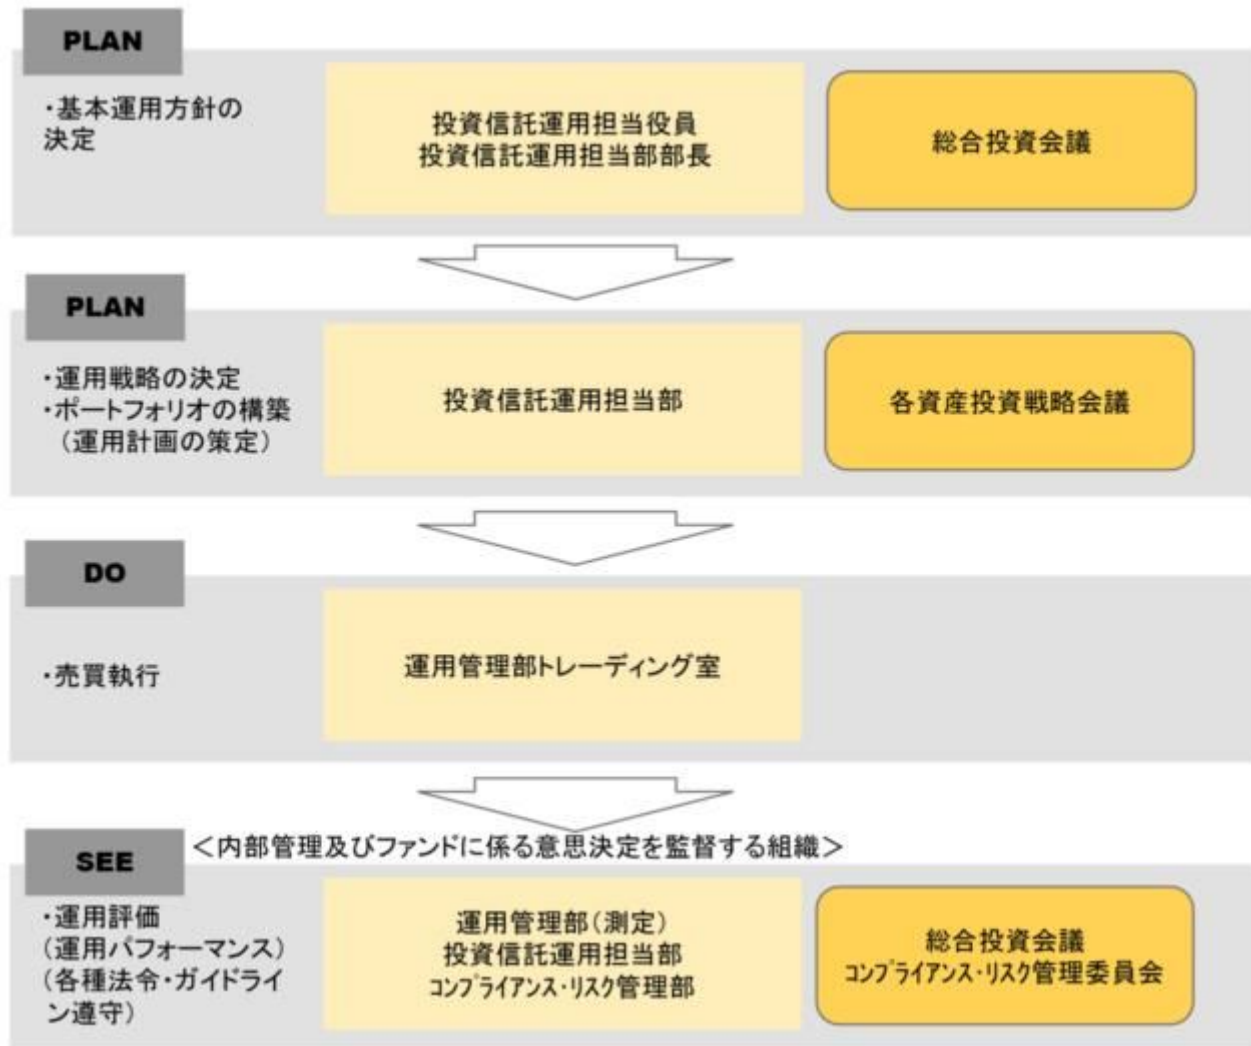 PLAN
・基本運用方針の
決定
投資信託運用担当役員
投資信託運用担当部部長
総合投資会議
PLAN
・運用戦略の決定
・ポートフォリオの構築
(運用計画の策定)
投資信託運用担当部
各資産投資戦略会議
DO
・売買執行
運用管理部トレーディング室
SEE
<内部管理及びファンドに係る意思決定を監督する組織>
・運用評価
(運用パフォーマンス)
(各種法令・ガイドライ
ン遵守)
運用管理部(測定)
投資信託運用担当部
コンプライアンス・リスク管理部
総合投資会議
コンプライアンス・リスク管理委員会